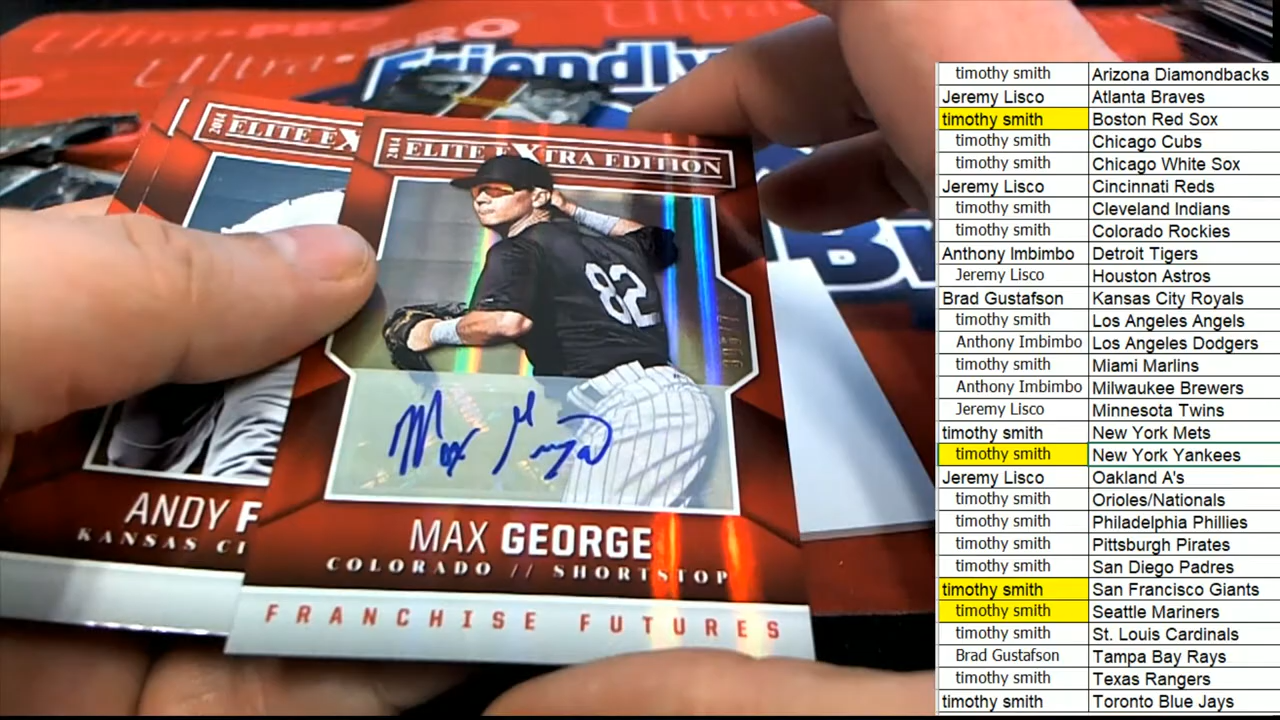 Ultra·PRO
Ultra·PRO
Friendly
2014 ELITE EX
2014 ELITE EXTRA EDITION
82
Max George
ANDY F
KANSAS CI
MAX GEORGE
COLORADO // SHORTSTOP
FRANCHISE FUTURES
timothy smith Arizona Diamondbacks
Jeremy Lisco Atlanta Braves
timothy smith Boston Red Sox
timothy smith Chicago Cubs
timothy smith Chicago White Sox
Jeremy Lisco Cincinnati Reds
timothy smith Cleveland Indians
timothy smith Colorado Rockies
Anthony Imbimbo Detroit Tigers
Jeremy Lisco Houston Astros
Brad Gustafson Kansas City Royals
timothy smith Los Angeles Angels
Anthony Imbimbo Los Angeles Dodgers
timothy smith Miami Marlins
Anthony Imbimbo Milwaukee Brewers
Jeremy Lisco Minnesota Twins
timothy smith New York Mets
timothy smith New York Yankees
Jeremy Lisco Oakland A's
timothy smith Orioles/Nationals
timothy smith Philadelphia Phillies
timothy smith Pittsburgh Pirates
timothy smith San Diego Padres
timothy smith San Francisco Giants
timothy smith Seattle Mariners
timothy smith St. Louis Cardinals
Brad Gustafson Tampa Bay Rays
timothy smith Texas Rangers
timothy smith Toronto Blue Jays